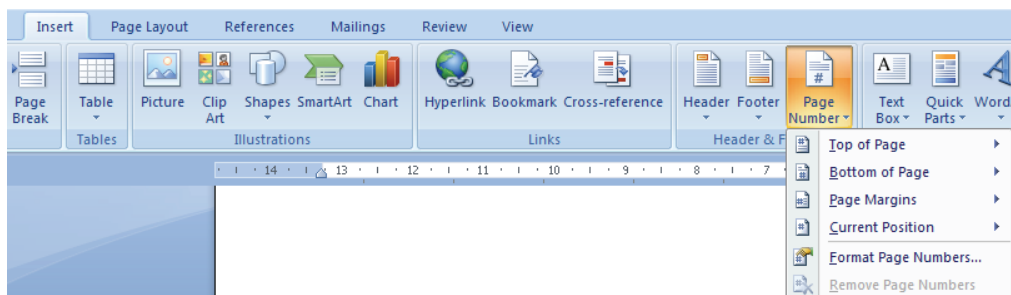 Insert Page Layout References Mailings Review View
Page Break
Table
Picture
Clip Art
Shapes
SmartArt
Chart
Hyperlink
Bookmark
Cross-reference
Header
Footer
Page Number
#
A
Text Box
Quick Parts
Word
Tables
Illustrations
Links
Header & F
14 13 12 11 10 9 8 7
Top of Page
Bottom of Page
Page Margins
Current Position
Format Page Numbers...
Remove Page Numbers